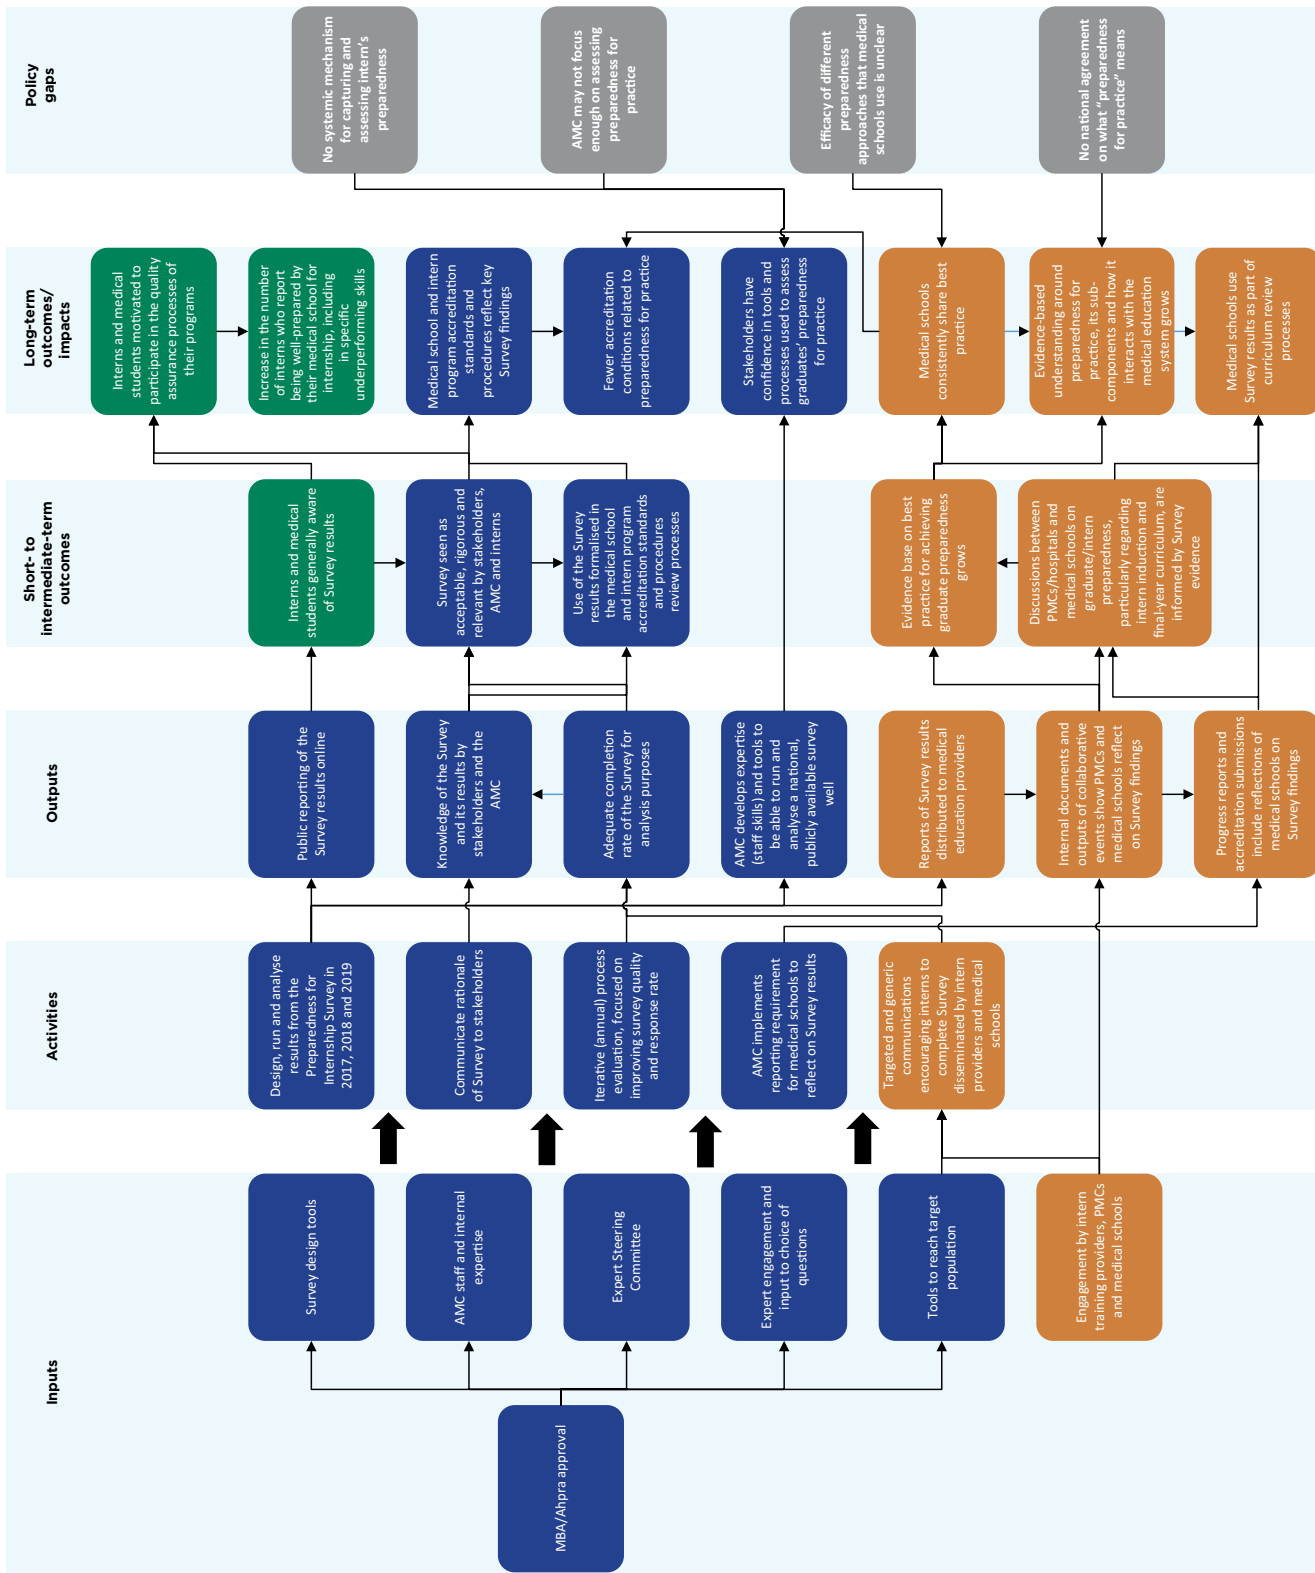 Inputs
MBA/Ahpra approval
Survey design tools
AMC staff and internal
expertise
Expert Steering
Committee
Expert engagement and
input to choice of
questions
Tools to reach target
population
Engagement by intern
training providers, PMCs
and medical schools
Activities
Design, run and analyse
results from the
Preparedness for
Internship Survey in
2017, 2018 and 2019
Communicate rationale
of Survey to stakeholders
Iterative (annual) process
evaluation, focused on
improving survey quality
and response rate
AMC implements
reporting requirement
for medical schools to
reflect on Survey results
Targeted and generic
communications
encouraging interns to
complete Survey
disseminated by intern
providers and medical
schools
Outputs
Public reporting of the
Survey results online
Knowledge of the Survey
and its results by
stakeholders and the
AMC
Adequate completion
rate of the Survey for
analysis purposes
AMC develops expertise
(staff skills) and tools to
be able to run and
analyse a national,
publicly available survey
well
Reports of Survey results
distributed to medical
education providers
Internal documents and
outputs of collaborative
events show PMCs and
medical schools reflect
on Survey findings
Progress reports and
accreditation submissions
include reflections of
medical schools on
Survey findings
Short- to
intermediate-term
outcomes
Interns and medical
students generally aware
of Survey results
Survey seen as
acceptable, rigorous and
relevant by stakeholders,
AMC and interns
Use of the Survey
results formalised in
the medical school
and intern program
accreditation standards
and procedures
review processes
Evidence base on best
practice for achieving
graduate preparedness
grows
Discussions between
PMCs/hospitals and
medical schools on
graduate/intern
preparedness,
particularly regarding
intern induction and
final-year curriculum, are
informed by Survey
evidence
Long-term
outcomes/
impacts
Interns and medical
students motivated to
participate in the quality
assurance processes of
their programs
Increase in the number
of interns who report
being well-prepared by
their medical school for
internship, including
in specific
underperforming skills
Medical school and intern
program accreditation
standards and
procedures reflect key
Survey findings
Fewer accreditation
conditions related to
preparedness for practice
Stakeholders have
confidence in tools and
processes used to assess
graduates' preparedness
for practice
Medical schools
consistently share best
practice
Evidence-based
understanding around
preparedness for
practice, its sub-
components and how it
interacts with the
medical education
system grows
Medical schools use
Survey results as part of
curriculum review
processes
Policy
gaps
No systemic mechanism
for capturing and
assessing intern's
preparedness
AMC may not focus
enough on assessing
preparedness for
practice
Efficacy of different
preparedness
approaches that medical
schools use is unclear
No national agreement
on what "preparedness
for practice" means